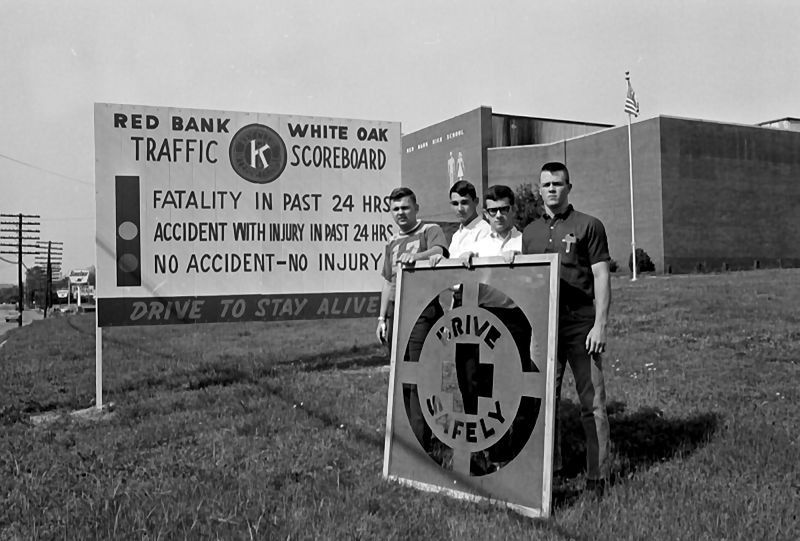 RED BANK WHITE OAK
TRAFFIC K SCOREBOARD
FATALITY IN PAST 24 HRS
ACCIDENT WITH INJURY IN PAST 24 HRS
NO ACCIDENT-NO INJURY
DRIVE TO STAY ALIVE
RED BANK HIGH SCHOOL
17
DRIVE
SAFELY